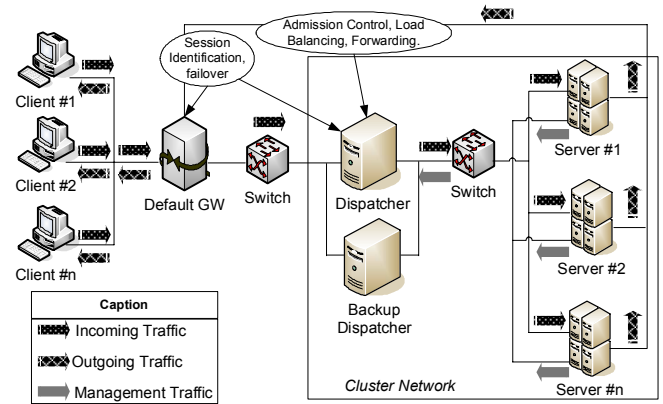 Admission Control, Load
Balancing, Forwarding.
Session
Identification,
failover
Client #1
Client #2
Client #n
Default GW
Switch
Dispatcher
Switch
Backup
Dispatcher
Server #1
Server #2
Server #n
Cluster Network
Caption
Incoming Traffic
Outgoing Traffic
Management Traffic